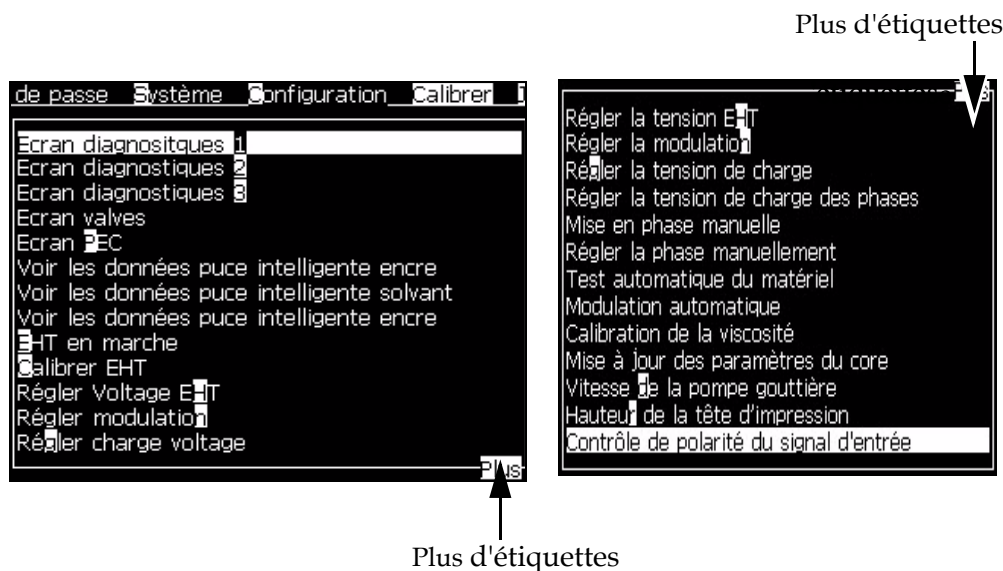 Plus d'étiquettes
de passe Système Configuration Calibrer
Ecran diagnositques 1
Ecran diagnostiques 2
Ecran diagnostiques 3
Ecran valves
Ecran PEC
Voir les données puce intelligente encre
Voir les données puce intelligente solvant
Voir les données puce intelligente encre
EHT en marche
Calibrer EHT
Régler Voltage EHT
Régler modulation
Régler charge voltage
Plus
Régler la tension EHT
Régler la modulation
Régler la tension de charge
Régler la tension de charge des phases
Mise en phase manuelle
Régler la phase manuellement
Test automatique du matériel
Modulation automatique
Calibration de la viscosité
Mise à jour des paramètres du core
Vitesse de la pompe gouttière
Hauteur de la tête d'impression
Contrôle de polarité du signal d'entrée
Plus d'étiquettes